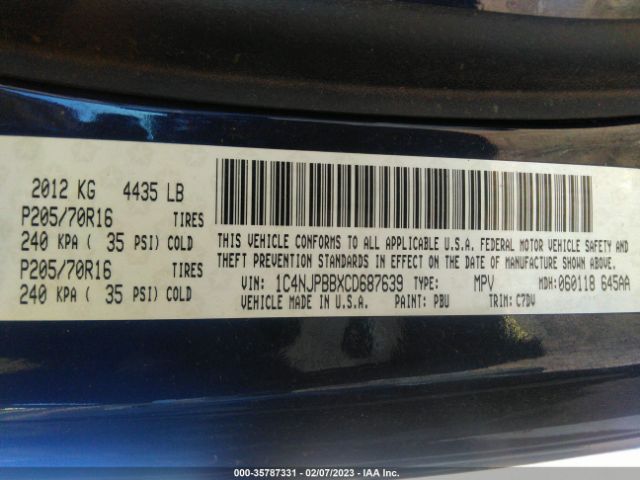 2012 KG 4435 LB
P205/70R16 TIRES
240 KPA ( 35 PSI) COLD
P205/70R16 TIRES
240 KPA ( 35 PSI) COLD
THIS VEHICLE CONFORMS TO ALL APPLICABLE U.S.A. FEDERAL MOTOR VEHICLE SAFETY AND
THEFT PREVENTION STANDARDS IN EFFECT ON THE DATE OF MANUFACTURE SHOWN ABOVE.
VIN: 1C4NJPBBXCD687639 TYPE: MPV MDH: 060118 645AA
VEHICLE MADE IN U.S.A. PAINT: PBU TRIM: C7DV
000-35787331 - 02/07/2023 - IAA Inc.